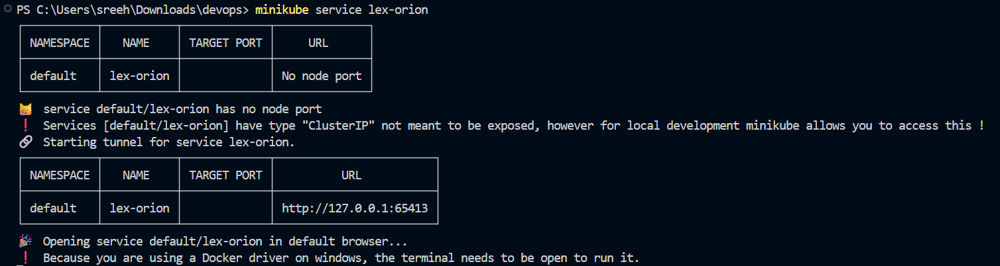 PS C:\Users\sreeh\Downloads\devops> minikube service lex-orion
NAMESPACE NAME TARGET PORT URL
default lex-orion No node port
😿 service default/lex-orion has no node port
❗ Services [default/lex-orion] have type "ClusterIP" not meant to be exposed, however for local development minikube allows you to access this !
🔗 Starting tunnel for service lex-orion.
NAMESPACE NAME TARGET PORT URL
default lex-orion http://127.0.0.1:65413
🎉 Opening service default/lex-orion in default browser...
❗ Because you are using a Docker driver on windows, the terminal needs to be open to run it.